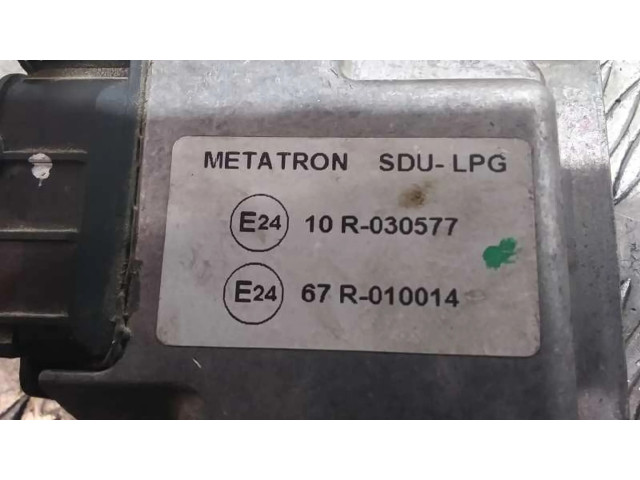 METATRON SDU-LPG
E24 10 R-030577
E24 67 R-010014